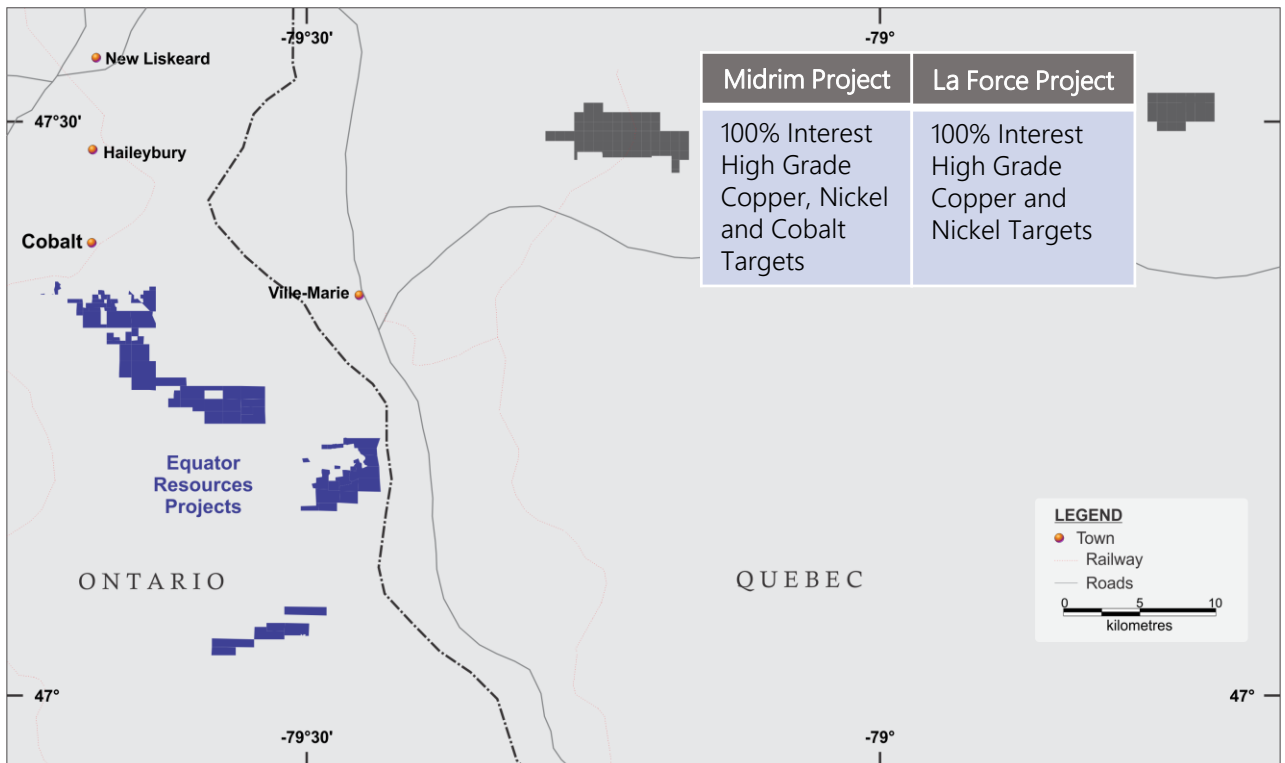 -79°30'
-79°
New Liskeard
47°30'
Haileybury
Cobalt
Ville-Marie
Midrim Project
La Force Project
100% Interest
High Grade
Copper, Nickel
and Cobalt
Targets
100% Interest
High Grade
Copper and
Nickel Targets
Equator
Resources
Projects
ONTARIO
QUEBEC
LEGEND
Town
Railway
Roads
0 5 10
kilometres
47°
47°
-79°30'
-79°